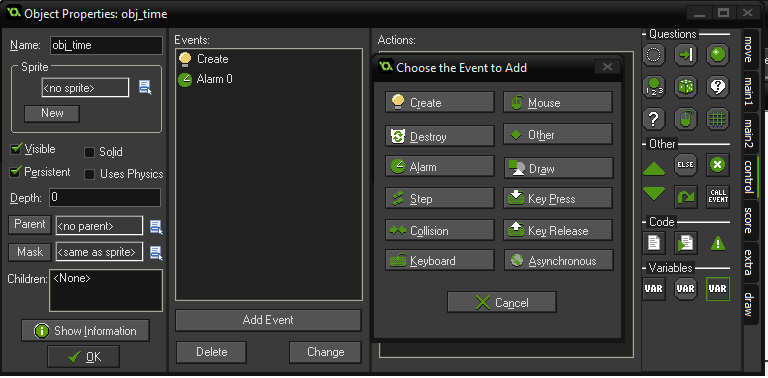 Object Properties: obj_time
Name: obj_time
Sprite
<no sprite>
New
Visible
Solid
Persistent
Uses Physics
Depth: 0
Parent <no parent>
Mask <same as sprite>
Children: <None>
Show Information
OK
Events:
Create
Alarm 0
Add Event
Delete
Change
Actions:
Choose the Event to Add
Create
Mouse
Destroy
Other
Alarm
Draw
Step
Key Press
Collision
Key Release
Keyboard
Asynchronous
Cancel
Questions
1 2 3
?
?
Other
ELSE
CALL
EVENT
Code
Variables
VAR
VAR
VAR
move
main1
main2
control
score
extra
draw